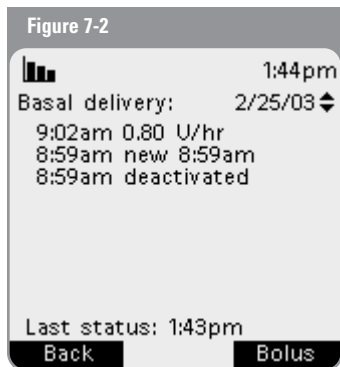 Figure 7-2
1:44pm
Basal delivery: 2/25/03
9:02am 0.80 U/hr
8:59am new 8:59am
8:59am deactivated
Last status: 1:43pm
Back Bolus